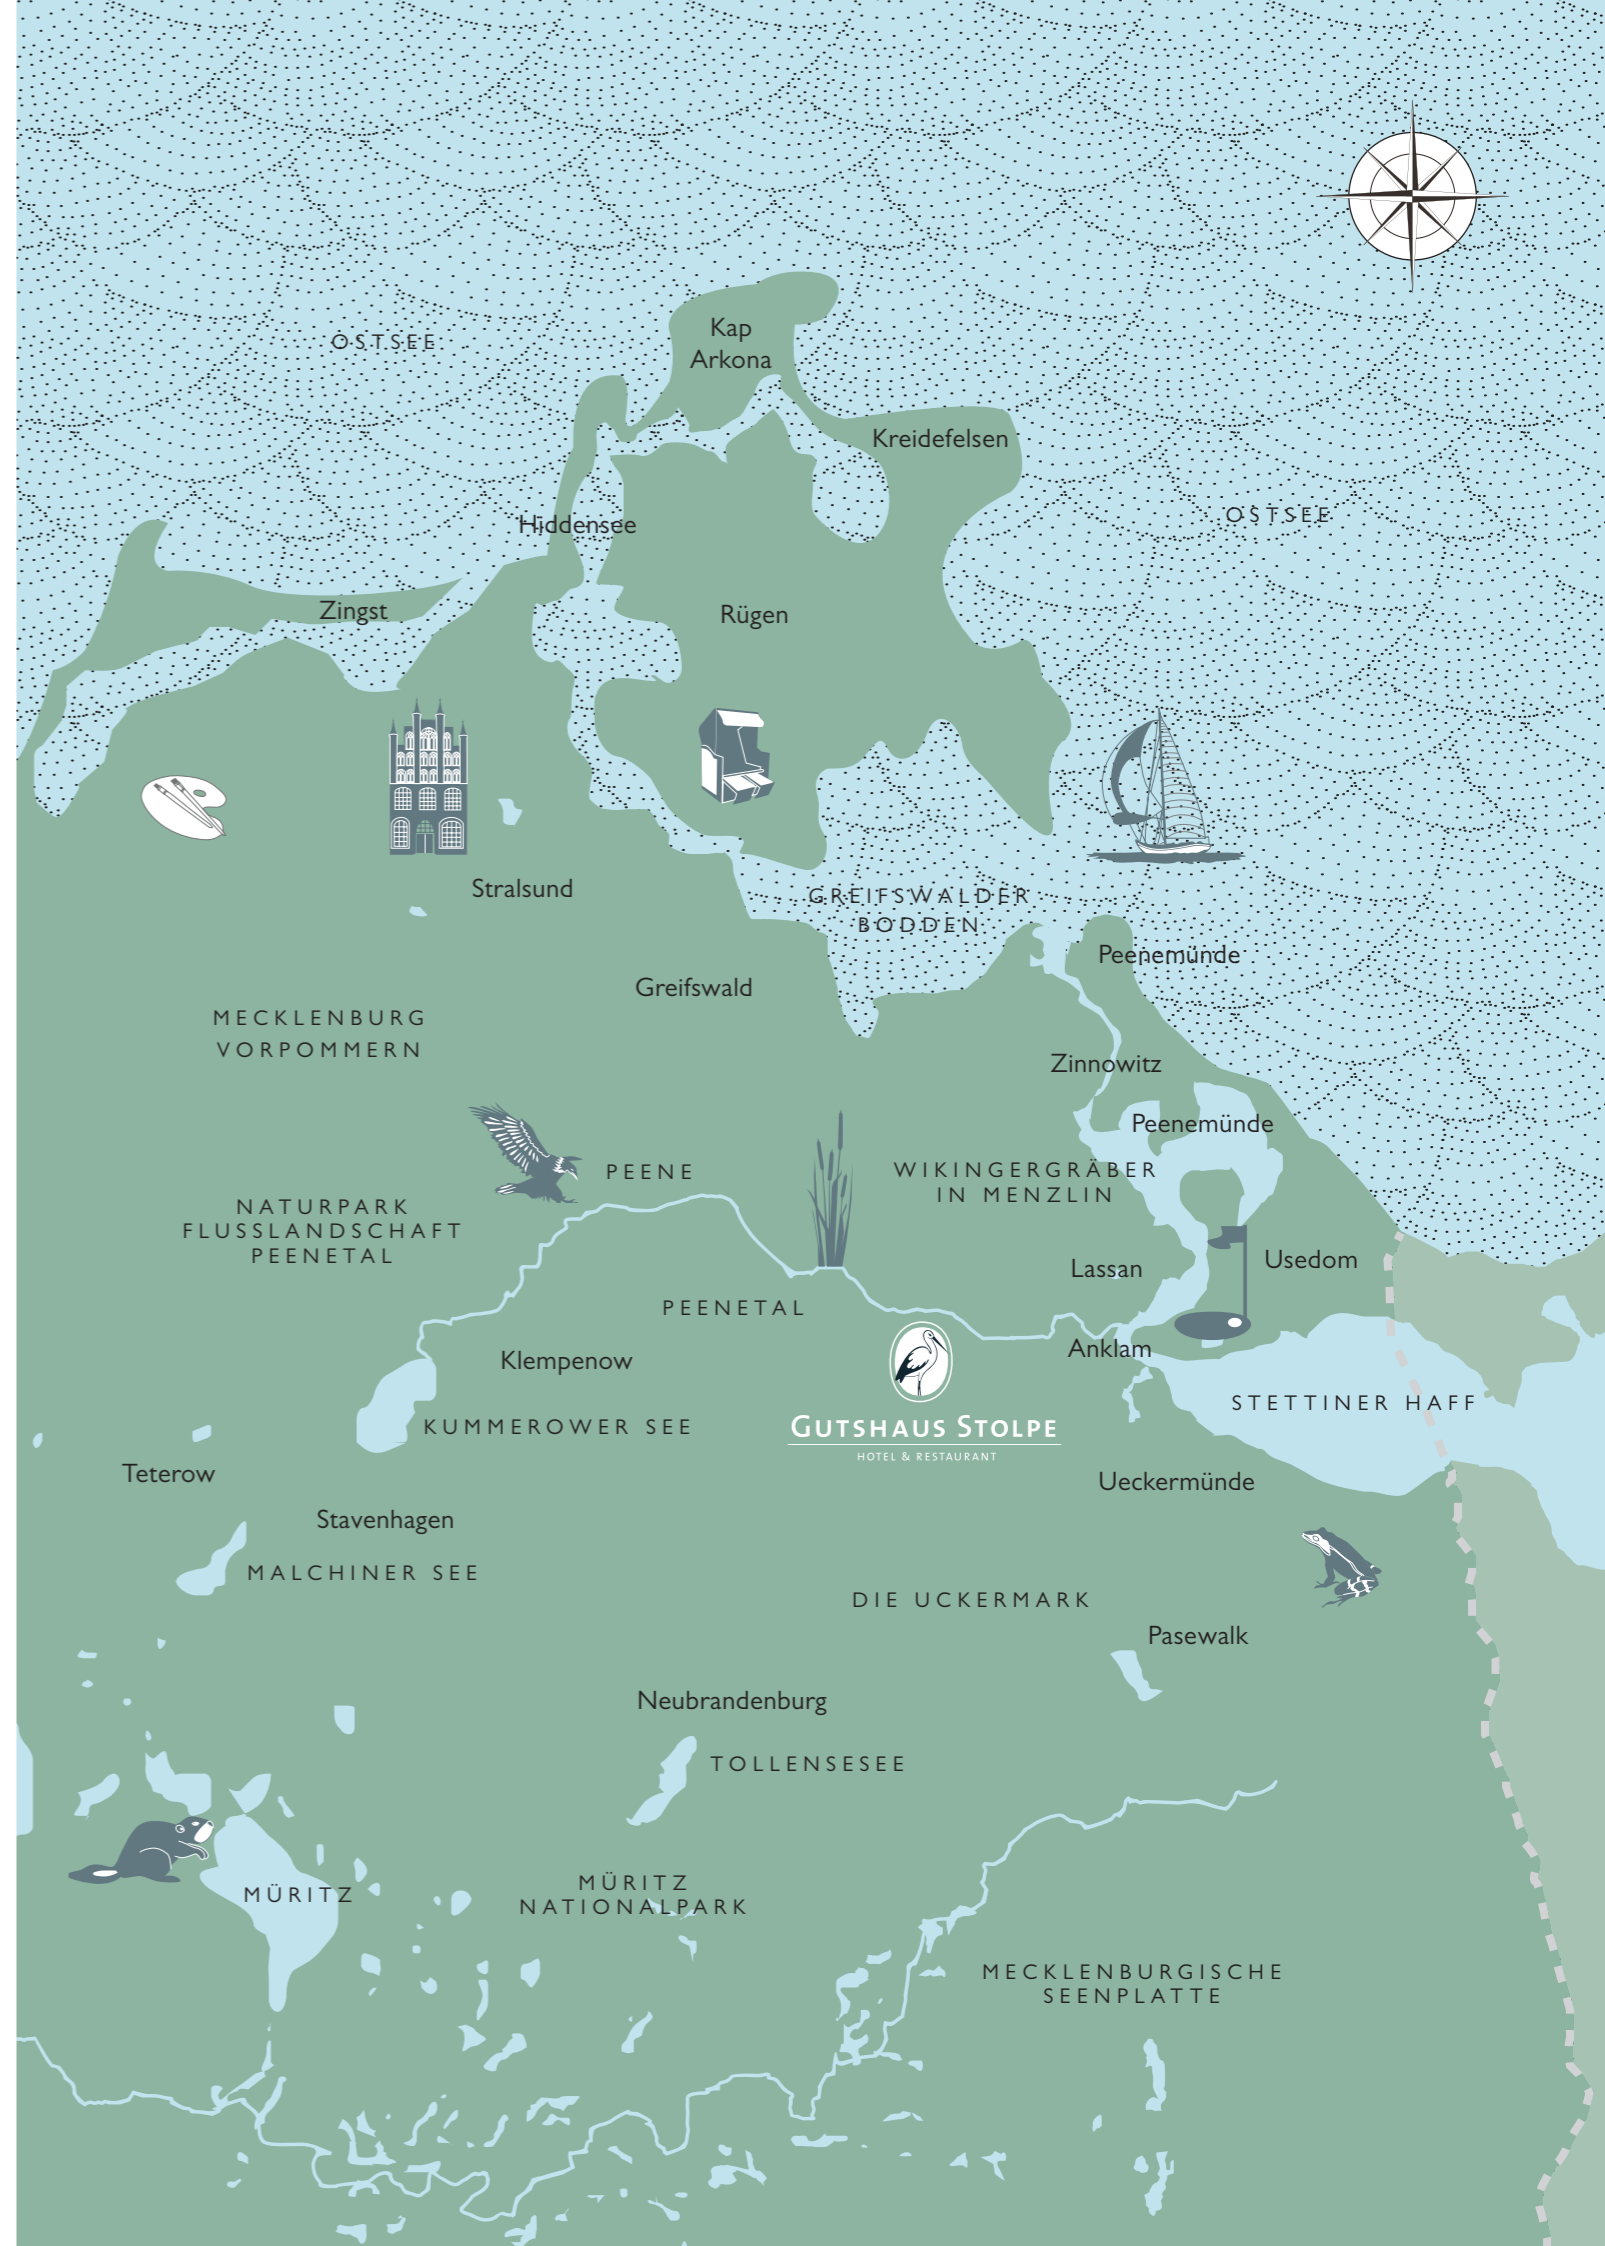 OSTSEE
Kap
Arkona
Kreidefelsen
Hiddensee
OSTSEE
Zingst
Rügen
Stralsund
GREIFSWALDER
BODDEN
Peenemünde
Greifswald
MECKLENBURG
VORPOMMERN
Zinnowitz
Peenemünde
PEENE
WIKINGERGRÄBER
IN MENZLIN
NATURPARK
FLUSSLANDSCHAFT
PEENETAL
Lassan
Usedom
PEENETAL
Anklam
Klempenow
STETTINER HAFF
KUMMEROWER SEE
GUTSHAUS STOLPE
HOTEL & RESTAURANT
Teterow
Ueckermünde
Stavenhagen
MALCHINER SEE
DIE UCKERMARK
Pasewalk
Neubrandenburg
TOLLENSESEE
MÜRITZ
MÜRITZ
NATIONALPARK
MECKLENBURGISCHE
SEENPLATTE